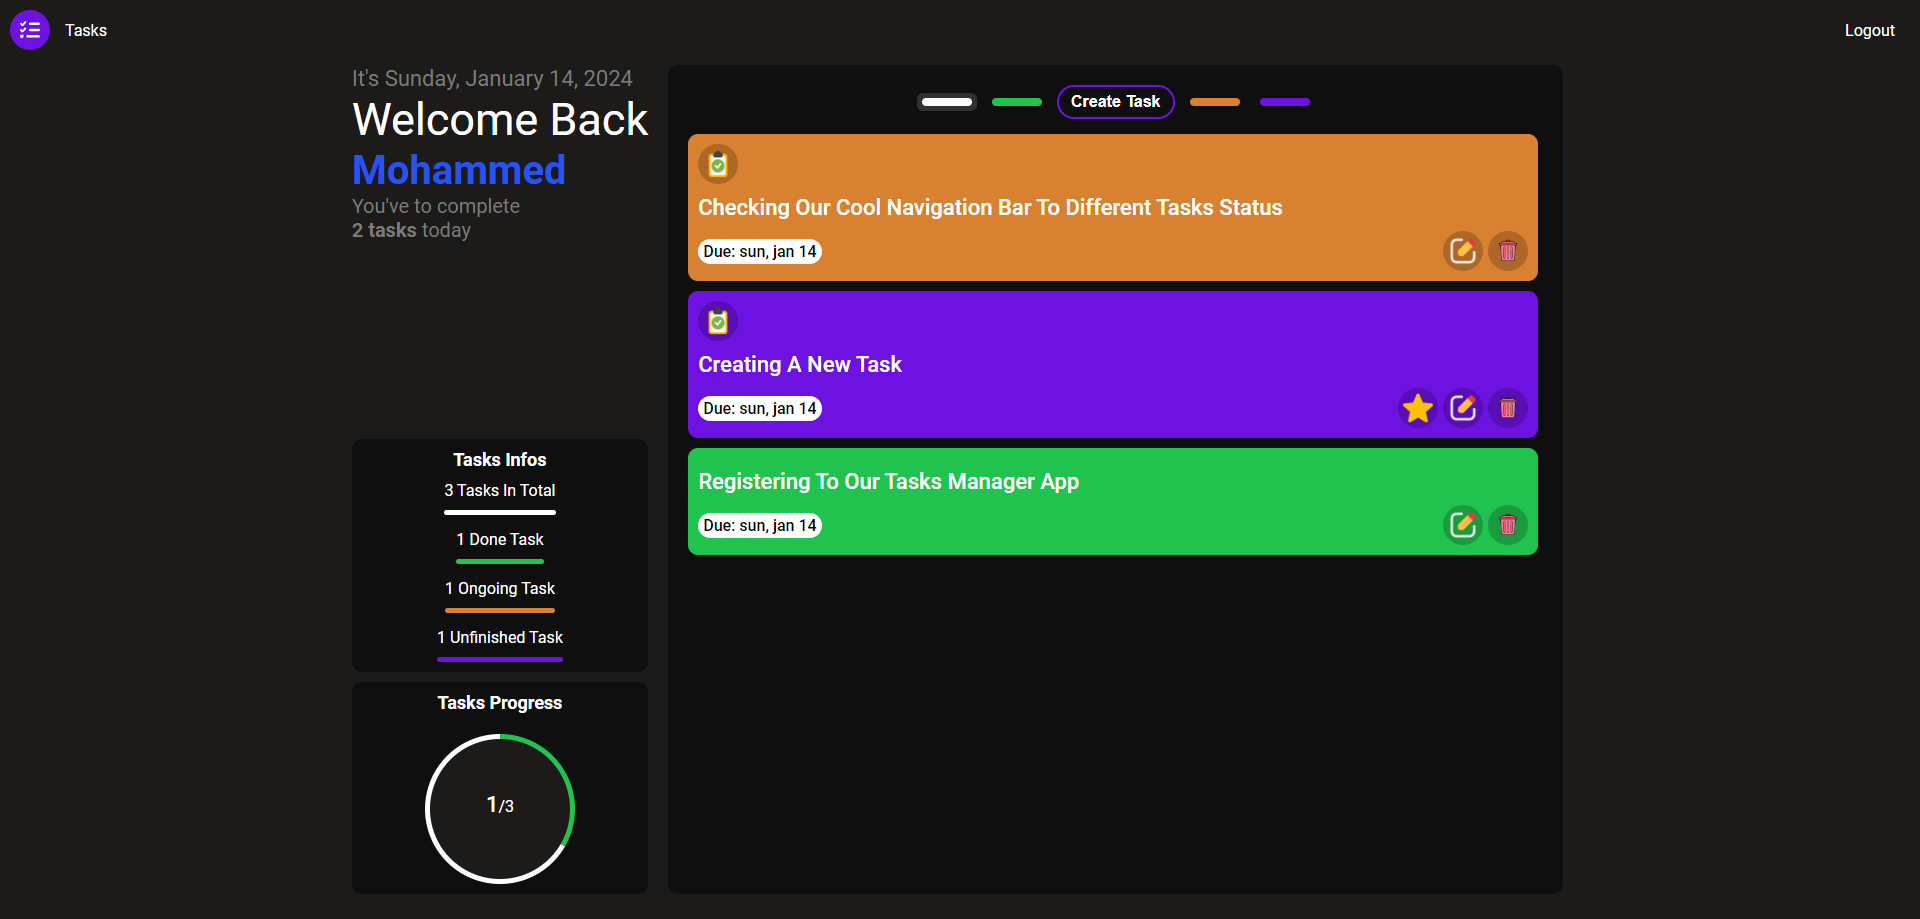 Tasks
Logout
It's Sunday, January 14, 2024
Welcome Back
Mohammed
You've to complete
2 tasks today
Tasks Infos
3 Tasks In Total
1 Done Task
1 Ongoing Task
1 Unfinished Task
Tasks Progress
1/3
Create Task
Checking Our Cool Navigation Bar To Different Tasks Status
Due: sun, jan 14
Creating A New Task
Due: sun, jan 14
Registering To Our Tasks Manager App
Due: sun, jan 14